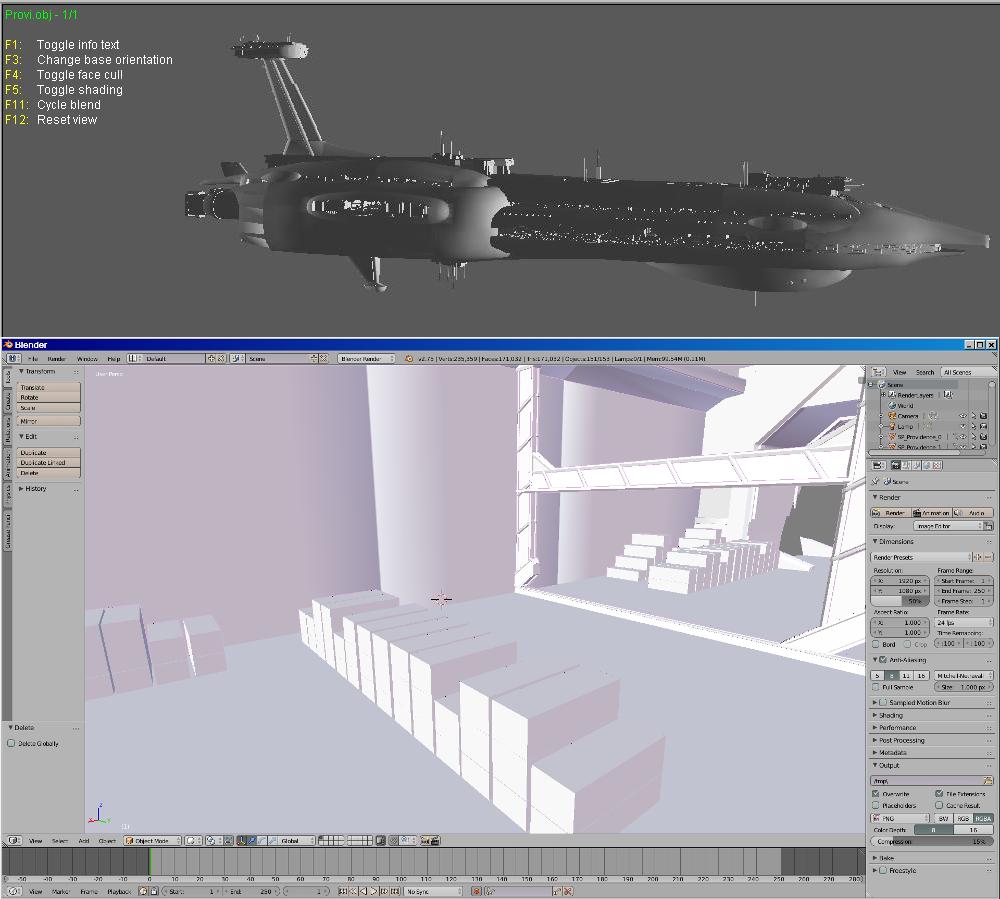 Provi.obj - 1/1
F1: Toggle info text
F3: Change base orientation
F4: Toggle face cull
F5: Toggle shading
F11: Cycle blend
F12: Reset view
Blender
File Render Window Help Default Scene Blender Render v2.75 | Verts:235,359 | Faces:171,032 | Tris:171,032 | Objects:151/153 | Lamps:0/1 | Mem:99.54M (0.11M)
Transform
Translate
Rotate
Scale
Mirror
Edit
Duplicate
Duplicate Linked
Delete
History
Tools
Create
Relations
Animation
Physics
Grease Pencil
Delete
Delete Globally
User Persp
(1)
View Search All Scenes
Scene
RenderLayers
World
Camera
Lamp
SP_Providence_0
SP_Providence_1
Scene
Render
Render Animation Audio
Display: Image Editor
Dimensions
Render Presets
Resolution: Frame Range:
X: 1920 px Start Frame: 1
Y: 1080 px End Frame: 250
50% Frame Step: 1
Aspect Ratio: Frame Rate:
X: 1.000 24 fps
Y: 1.000 Time Remapping:
Bord Crop :100 :100
Anti-Aliasing
5 8 11 16 Mitchell-Netravali
Full Sample Size: 1.000 px
Sampled Motion Blur
Shading
Performance
Post Processing
Metadata
Output
/tmp\
Overwrite File Extensions
Placeholders Cache Result
PNG BW RGB RGBA
Color Depth: 8 16
Compression: 15%
Bake
Freestyle
View Select Add Object Object Mode Global
-50 -40 -30 -20 -10 0 10 20 30 40 50 60 70 80 90 100 110 120 130 140 150 160 170 180 190 200 210 220 230 240 250 260 270 280
View Marker Frame Playback Start: 1 End: 250 1 No Sync